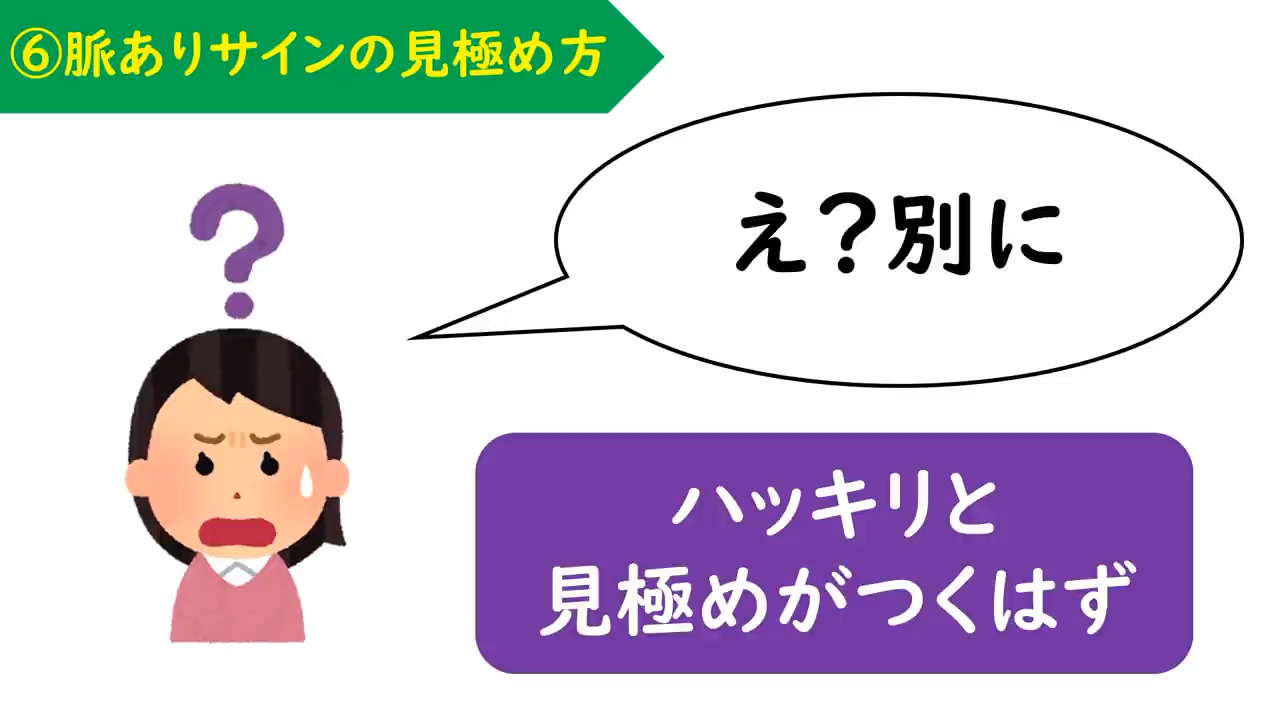 ⑥脈ありサインの見極め方
え？別に
ハッキリと
見極めがつくはず